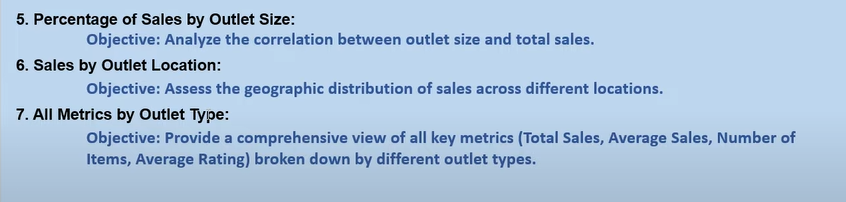 5. Percentage of Sales by Outlet Size:
Objective: Analyze the correlation between outlet size and total sales.
6. Sales by Outlet Location:
Objective: Assess the geographic distribution of sales across different locations.
7. All Metrics by Outlet Type:
Objective: Provide a comprehensive view of all key metrics (Total Sales, Average Sales, Number of
Items, Average Rating) broken down by different outlet types.